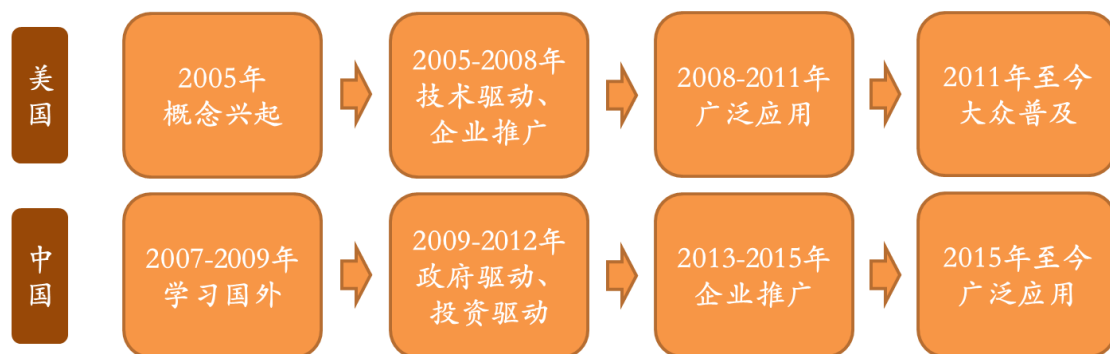 美国
2005年
概念兴起
2005-2008年
技术驱动、
企业推广
2008-2011年
广泛应用
2011年至今
大众普及
中国
2007-2009年
学习国外
2009-2012年
政府驱动、
投资驱动
2013-2015年
企业推广
2015年至今
广泛应用